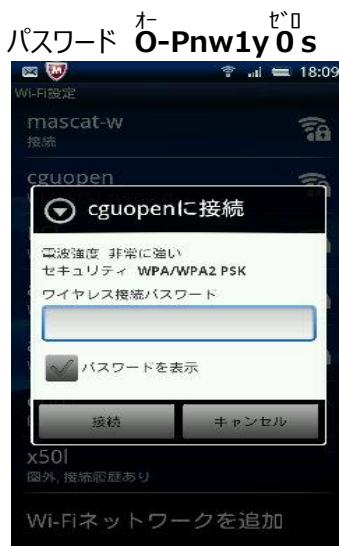 オー ゼロ
パスワード O-Pnw1y0s
18:09
Wi-Fi設定
mascat-w
接続
cguopen
cguopenに接続
電波強度 非常に強い
セキュリティ WPA/WPA2 PSK
ワイヤレス接続パスワード
パスワードを表示
接続
キャンセル
x50l
圏外, 接続履歴あり
Wi-Fiネットワークを追加